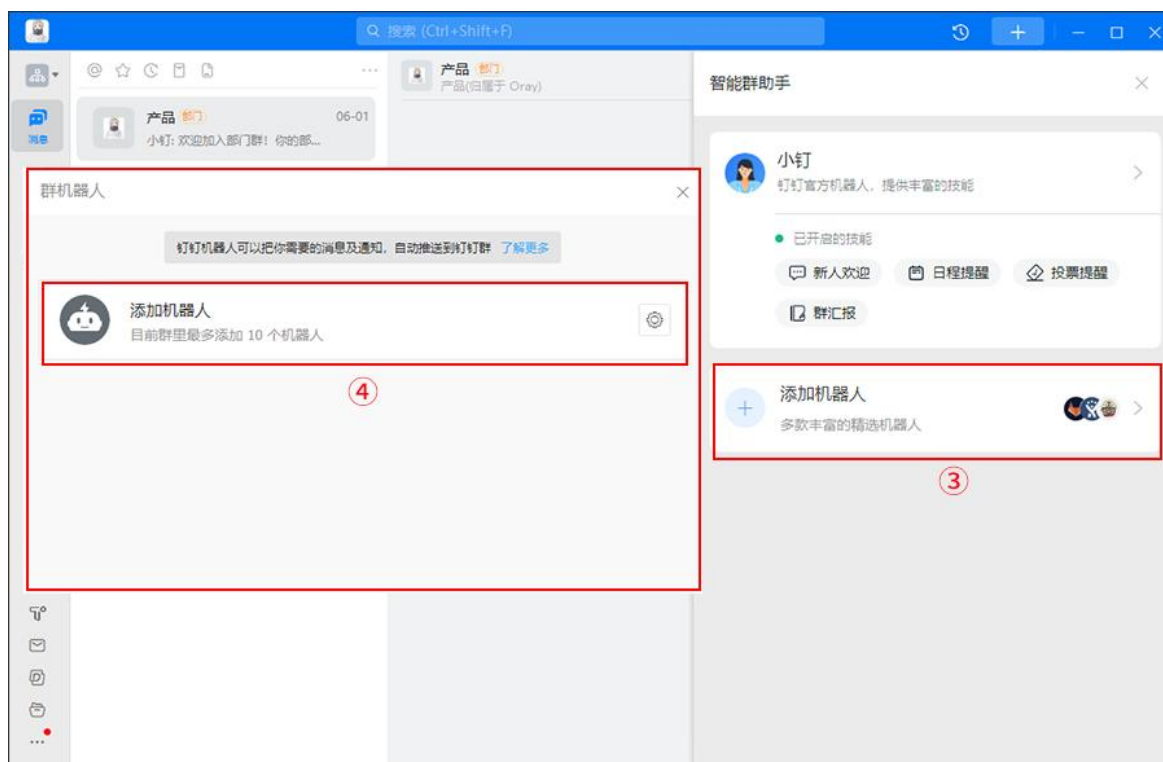 搜索 (Ctrl+Shift+F)
消息
产品 部门 06-01
小钉: 欢迎加入部门群! 你的部...
产品 部门
产品(归属于 Oray)
智能群助手
小钉
钉钉官方机器人，提供丰富的技能
已开启的技能
新人欢迎 日程提醒 投票提醒
群汇报
添加机器人
多款丰富的精选机器人
③
群机器人
钉钉机器人可以把你需要的消息及通知，自动推送到钉钉群 了解更多
添加机器人
目前群里最多添加 10 个机器人
④